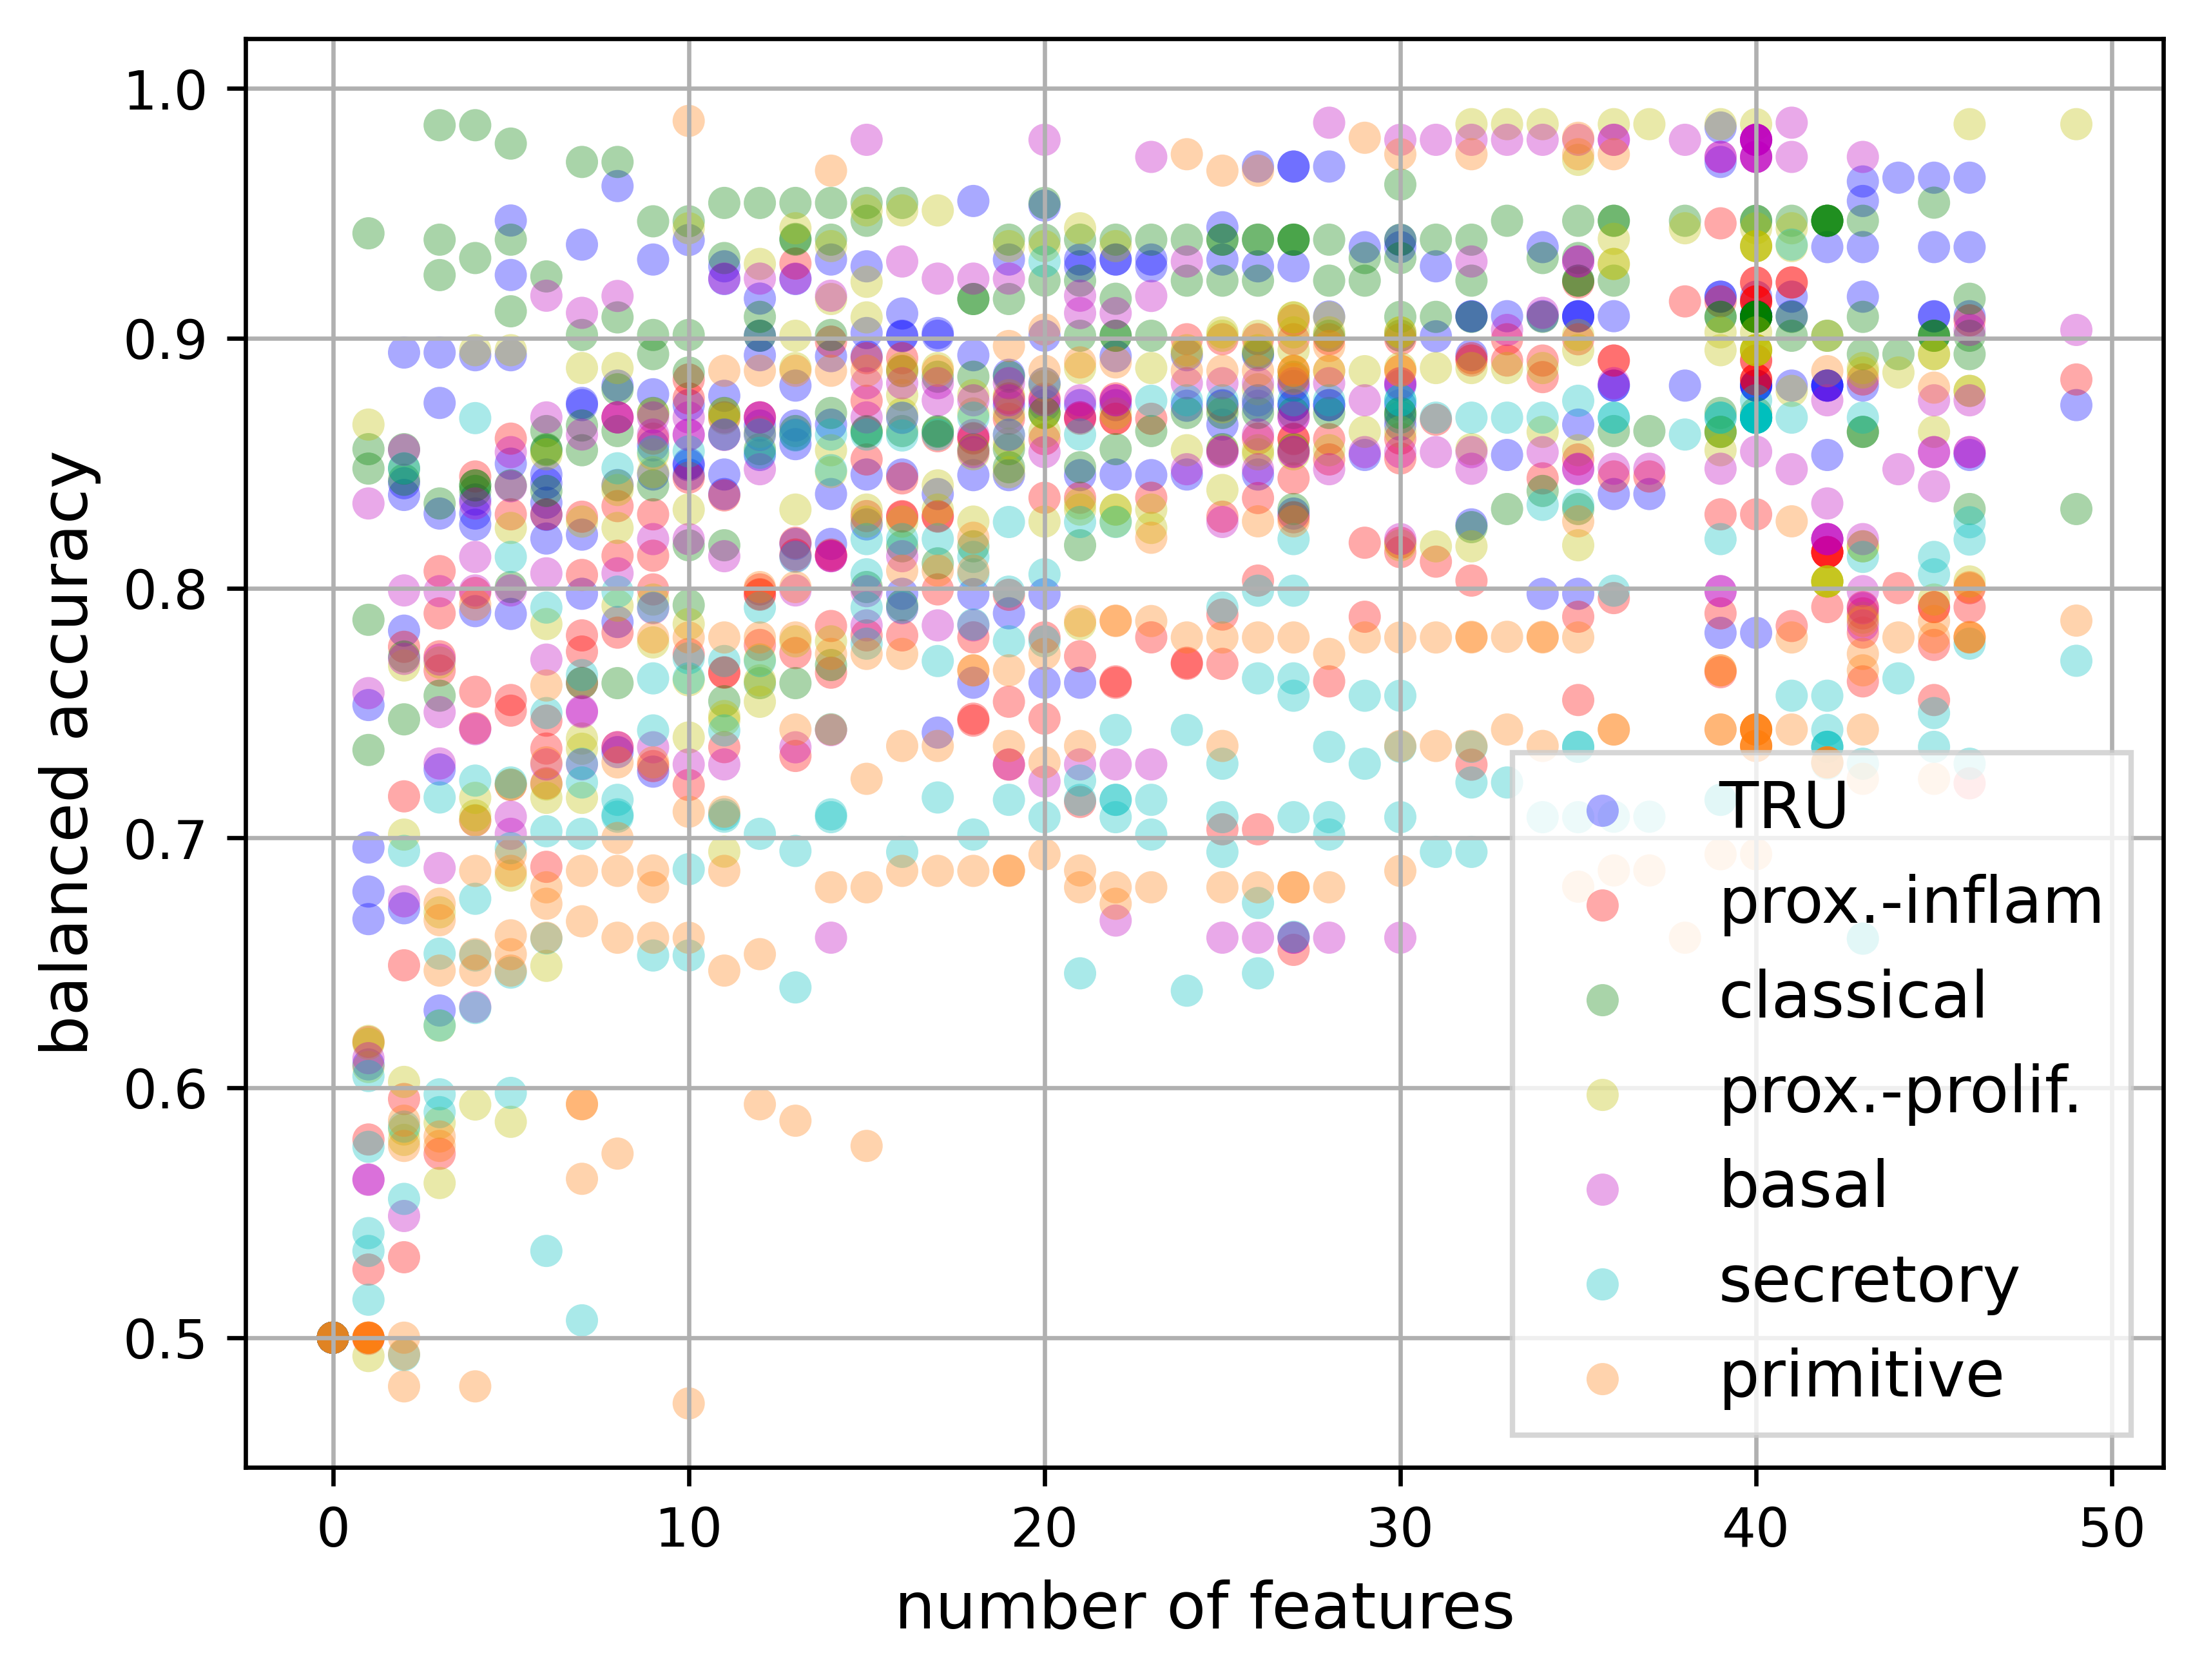 1.0
0.9
0.8
0.7
0.6
0.5
balanced accuracy
0 10 20 30 40 50
number of features
TRU
prox.-inflam
classical
prox.-prolif.
basal
secretory
primitive